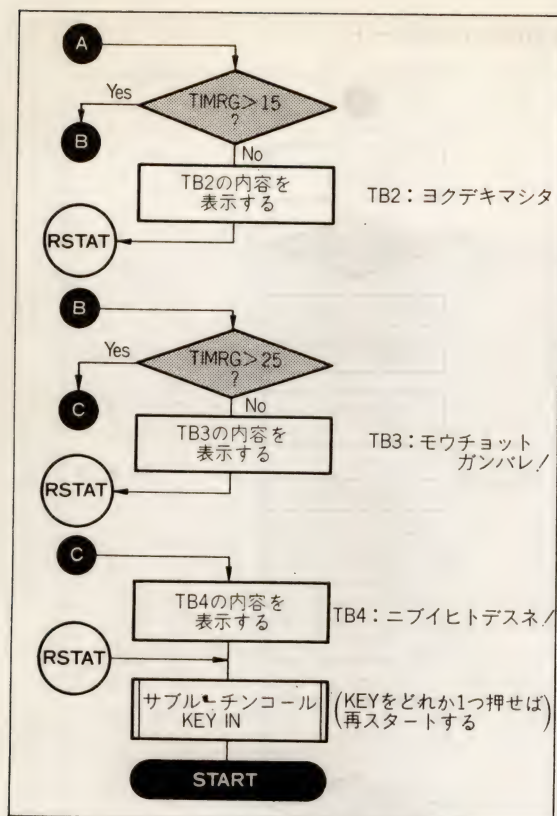 A
Yes
TIMRG>15
?
B
No
TB2の内容を
表示する
TB2：ヨクデキマシタ
RSTAT
B
Yes
TIMRG>25
?
C
No
TB3の内容を
表示する
TB3：モウチョット
ガンバレ！
RSTAT
C
TB4の内容を
表示する
TB4：ニブイヒトデスネ！
RSTAT
サブルーチンコール
KEY IN
(KEYをどれか1つ押せば
再スタートする)
START